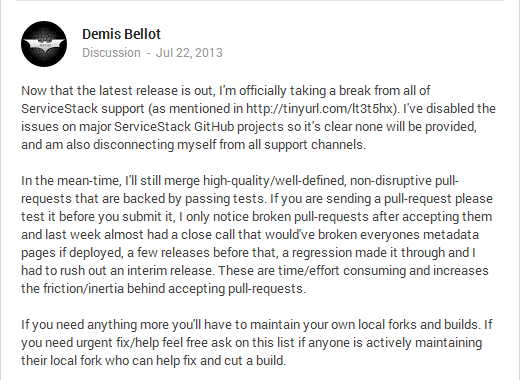 Demis Bellot
Discussion - Jul 22, 2013
Now that the latest release is out, I'm officially taking a break from all of
ServiceStack support (as mentioned in http://tinyurl.com/lt3t5hx). I've disabled the
issues on major ServiceStack GitHub projects so it's clear none will be provided,
and am also disconnecting myself from all support channels.
In the mean-time, I'll still merge high-quality/well-defined, non-disruptive pull-
requests that are backed by passing tests. If you are sending a pull-request please
test it before you submit it, I only notice broken pull-requests after accepting them
and last week almost had a close call that would've broken everyones metadata
pages if deployed, a few releases before that, a regression made it through and I
had to rush out an interim release. These are time/effort consuming and increases
the friction/inertia behind accepting pull-requests.
If you need anything more you'll have to maintain your own local forks and builds. If
you need urgent fix/help feel free ask on this list if anyone is actively maintaining
their local fork who can help fix and cut a build.